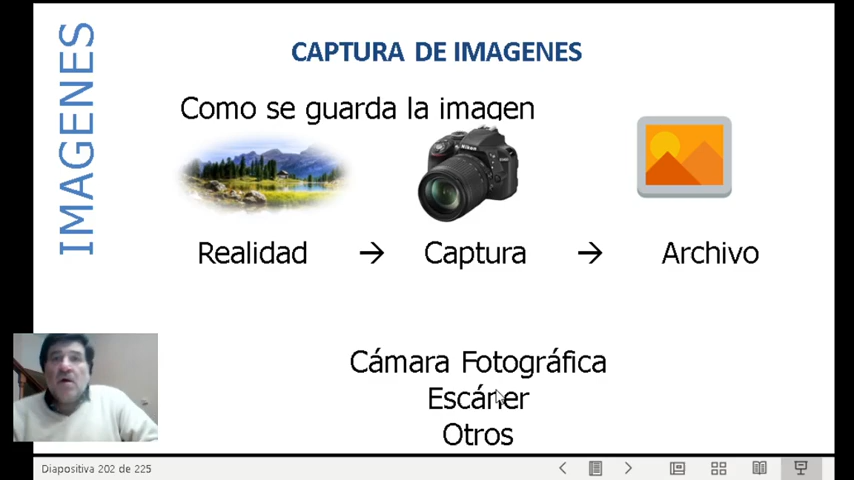 IMAGENES
CAPTURA DE IMAGENES
Como se guarda la imagen
Nikon
Realidad → Captura → Archivo
Cámara Fotográfica
Escáner
Otros
Diapositiva 202 de 225